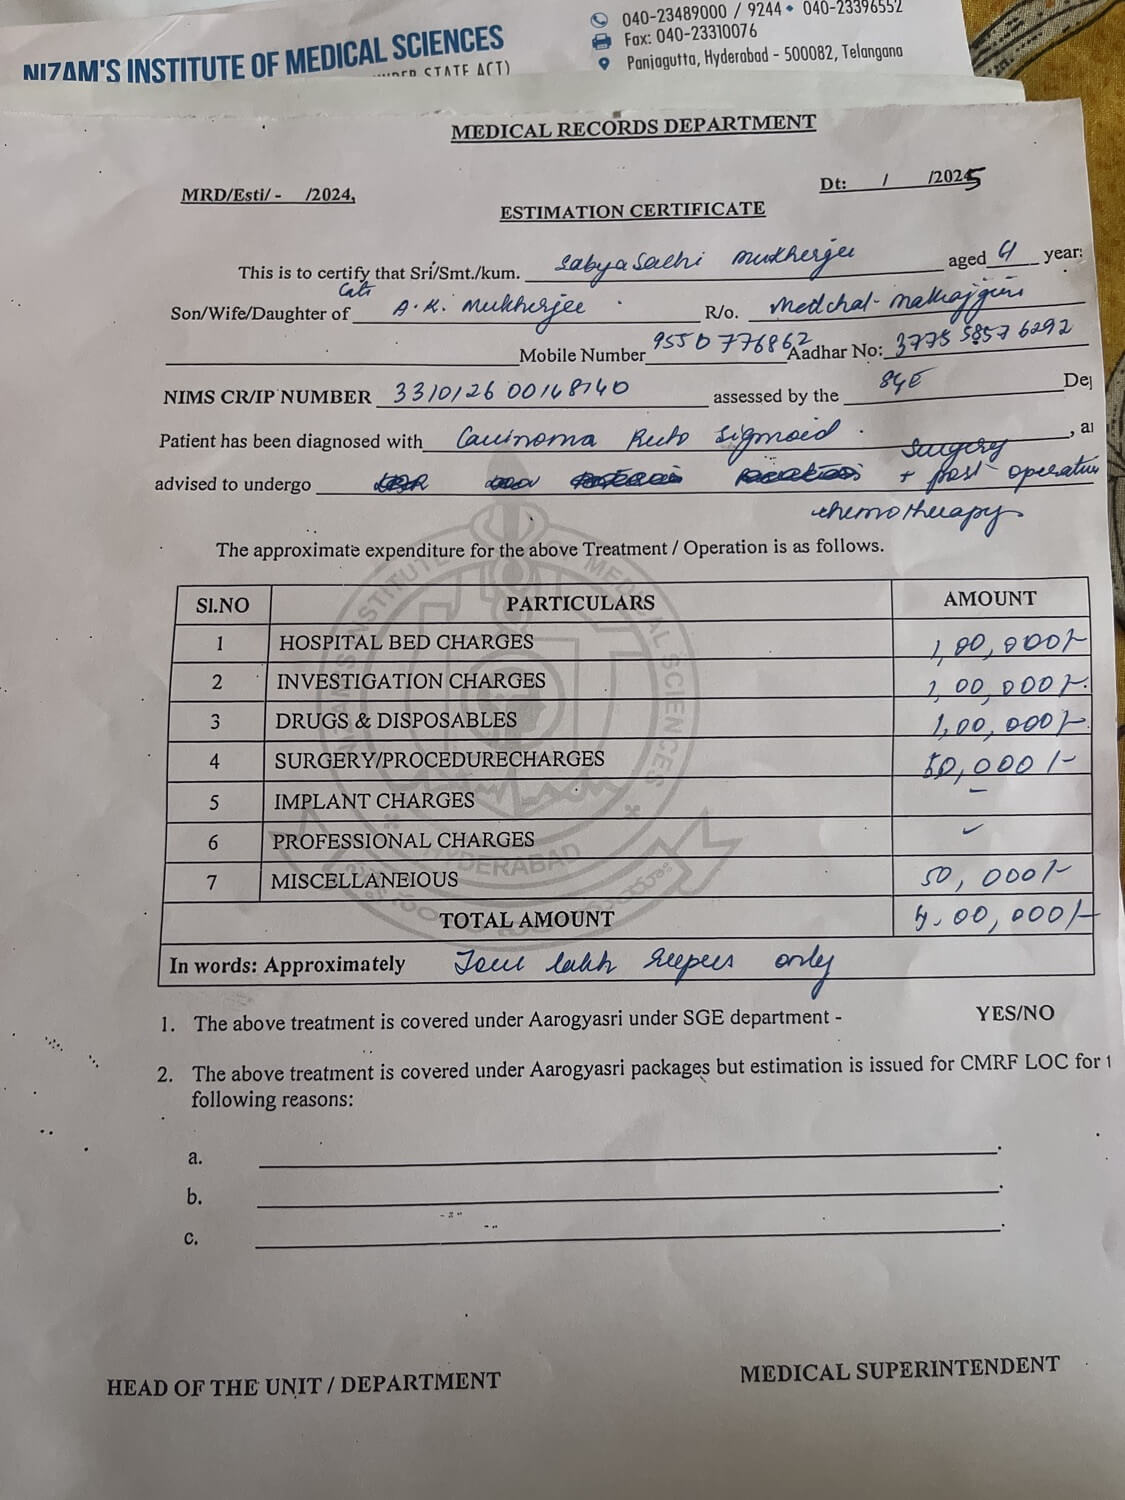 NIZAM'S INSTITUTE OF MEDICAL SCIENCES
UNDER STATE ACT)
040-23489000 / 9244 • 040-23396552
Fax: 040-23310076
Panjagutta, Hyderabad - 500082, Telangana
MEDICAL RECORDS DEPARTMENT
MRD/Esti/ - /2024, Dt: / /2025
ESTIMATION CERTIFICATE
This is to certify that Sri/Smt./kum. Sabyasachi Mukherjee aged 41 year
Late
Son/Wife/Daughter of A.K. Mukherjee R/o. Medchal-malkajgiri
Mobile Number 9550776862 Aadhar No: 3775 5857 6292
NIMS CR/IP NUMBER 331012600148740 assessed by the SGE De
Patient has been diagnosed with Carcinoma Recto Sigmoid, a
advised to undergo Surgery + post operative
chemotherapy
The approximate expenditure for the above Treatment / Operation is as follows.
Sl.NO PARTICULARS AMOUNT
1 HOSPITAL BED CHARGES 1,00,000/-
2 INVESTIGATION CHARGES 1,00,000/-
3 DRUGS & DISPOSABLES 1,00,000/-
4 SURGERY/PROCEDURECHARGES 50,000/-
5 IMPLANT CHARGES -
6 PROFESSIONAL CHARGES
7 MISCELLANEIOUS 50,000/-
TOTAL AMOUNT 4,00,000/-
In words: Approximately Four lakh Rupees only
1. The above treatment is covered under Aarogyasri under SGE department - YES/NO
2. The above treatment is covered under Aarogyasri packages but estimation is issued for CMRF LOC for t
following reasons:
a.
b.
c.
HEAD OF THE UNIT / DEPARTMENT MEDICAL SUPERINTENDENT